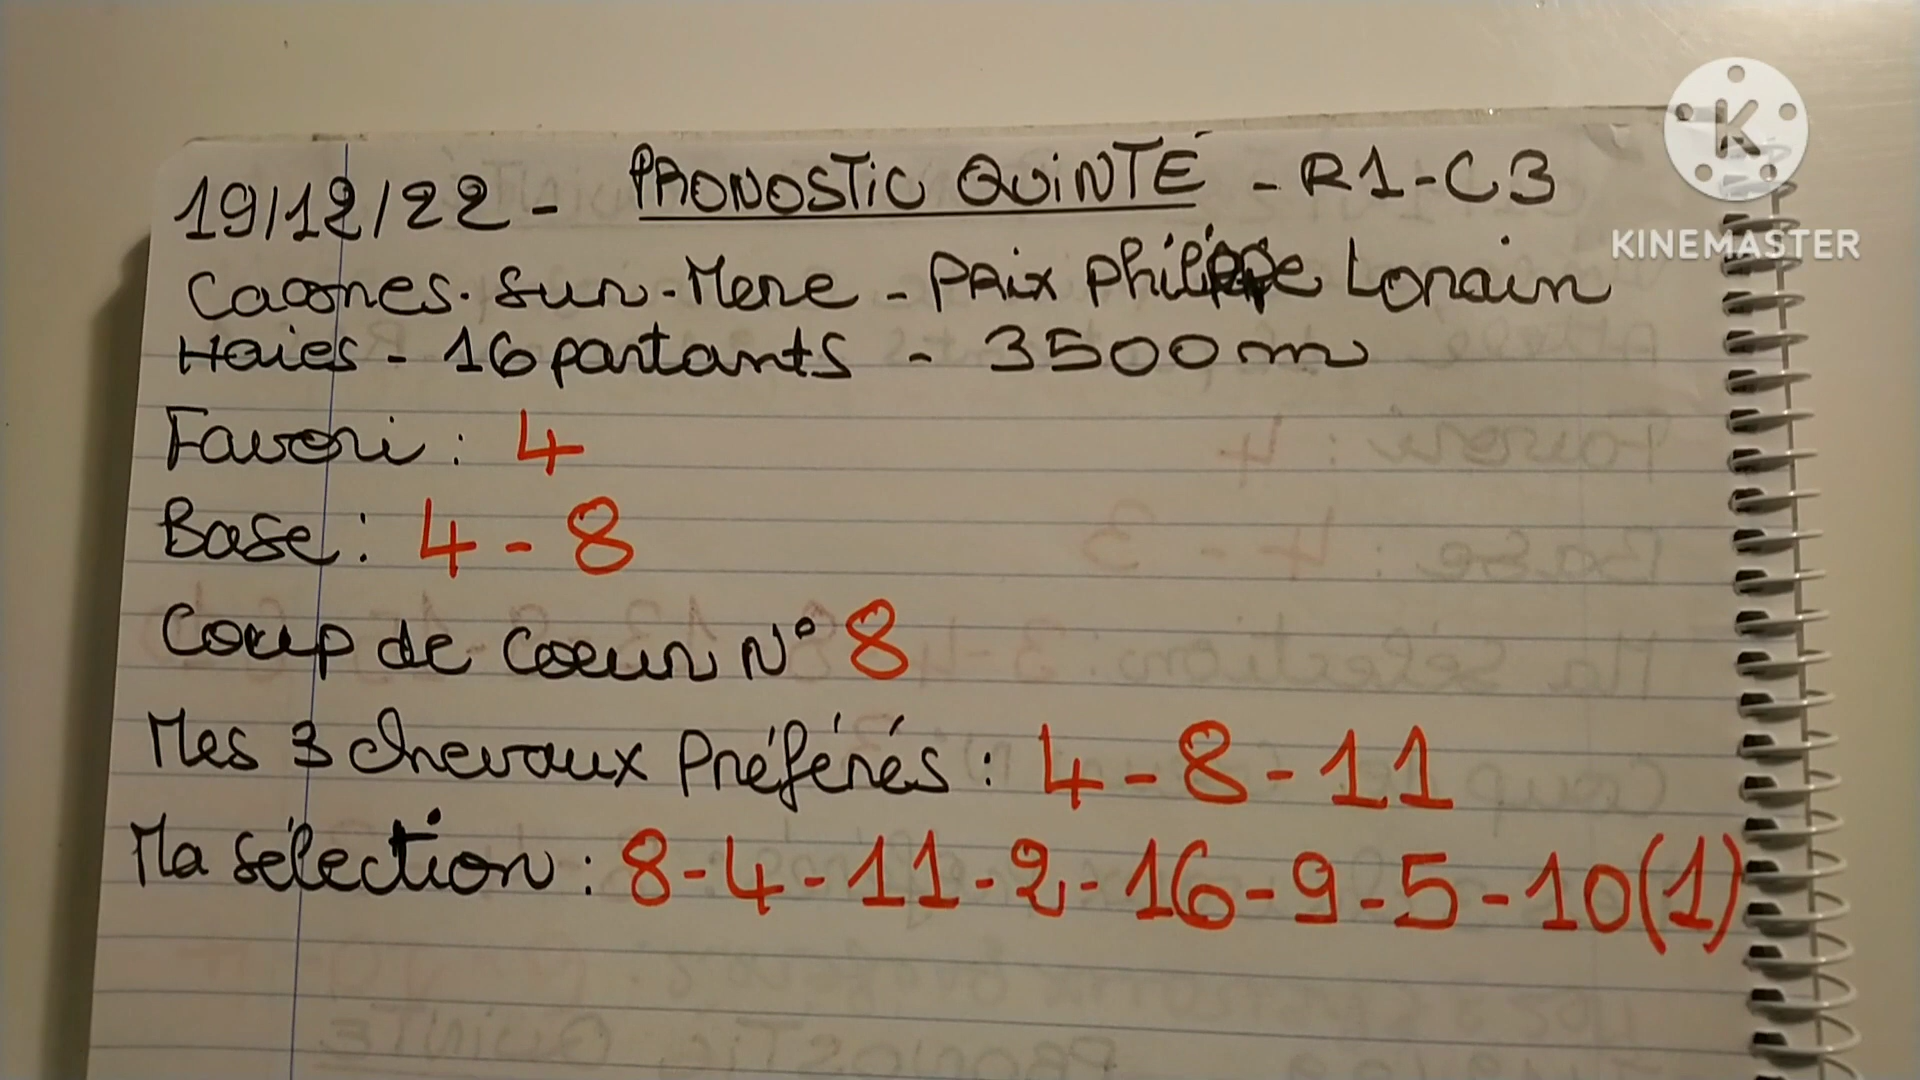 19/12/22 - PRONOSTIC QUINTÉ - R1-C3
Cagnes-sur-Mere - PRix Philippe Lorain
Haies - 16 partants - 3500m
Favori : 4
Base : 4 - 8
Coup de coeur N° 8
Mes 3 chevaux Préférés : 4 - 8 - 11
Ma sélection : 8 - 4 - 11 - 2 - 16 - 9 - 5 - 10 (1)
K
KINEMASTER